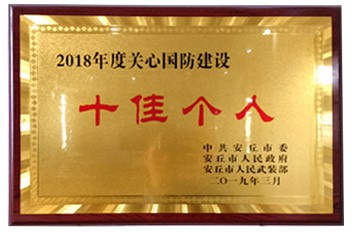 2018年度关心国防建设
十佳个人
中共安丘市委
安丘市人民政府
安丘市人民武装部
二〇一九年三月